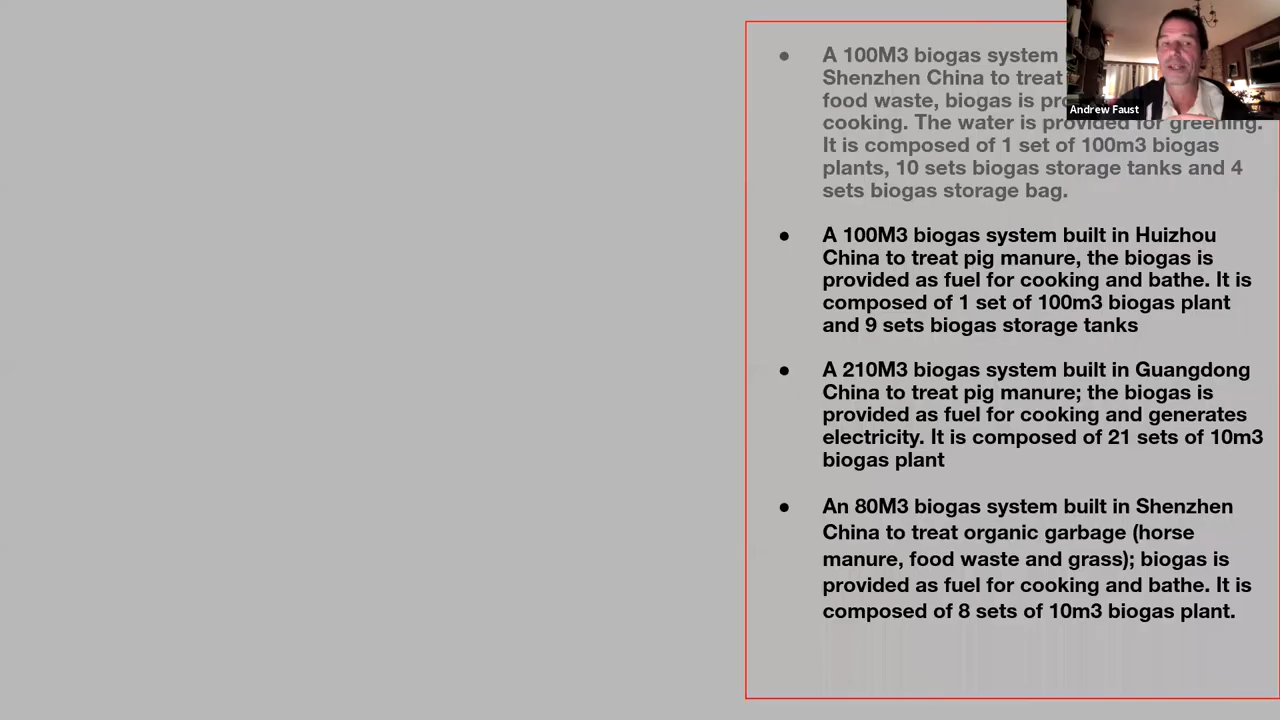 A 100M3 biogas system
Shenzhen China to treat
food waste, biogas is
cooking. The water is provided for greening.
It is composed of 1 set of 100m3 biogas
plants, 10 sets biogas storage tanks and 4
sets biogas storage bag.
A 100M3 biogas system built in Huizhou
China to treat pig manure, the biogas is
provided as fuel for cooking and bathe. It is
composed of 1 set of 100m3 biogas plant
and 9 sets biogas storage tanks
A 210M3 biogas system built in Guangdong
China to treat pig manure; the biogas is
provided as fuel for cooking and generates
electricity. It is composed of 21 sets of 10m3
biogas plant
An 80M3 biogas system built in Shenzhen
China to treat organic garbage (horse
manure, food waste and grass); biogas is
provided as fuel for cooking and bathe. It is
composed of 8 sets of 10m3 biogas plant.
Andrew Faust